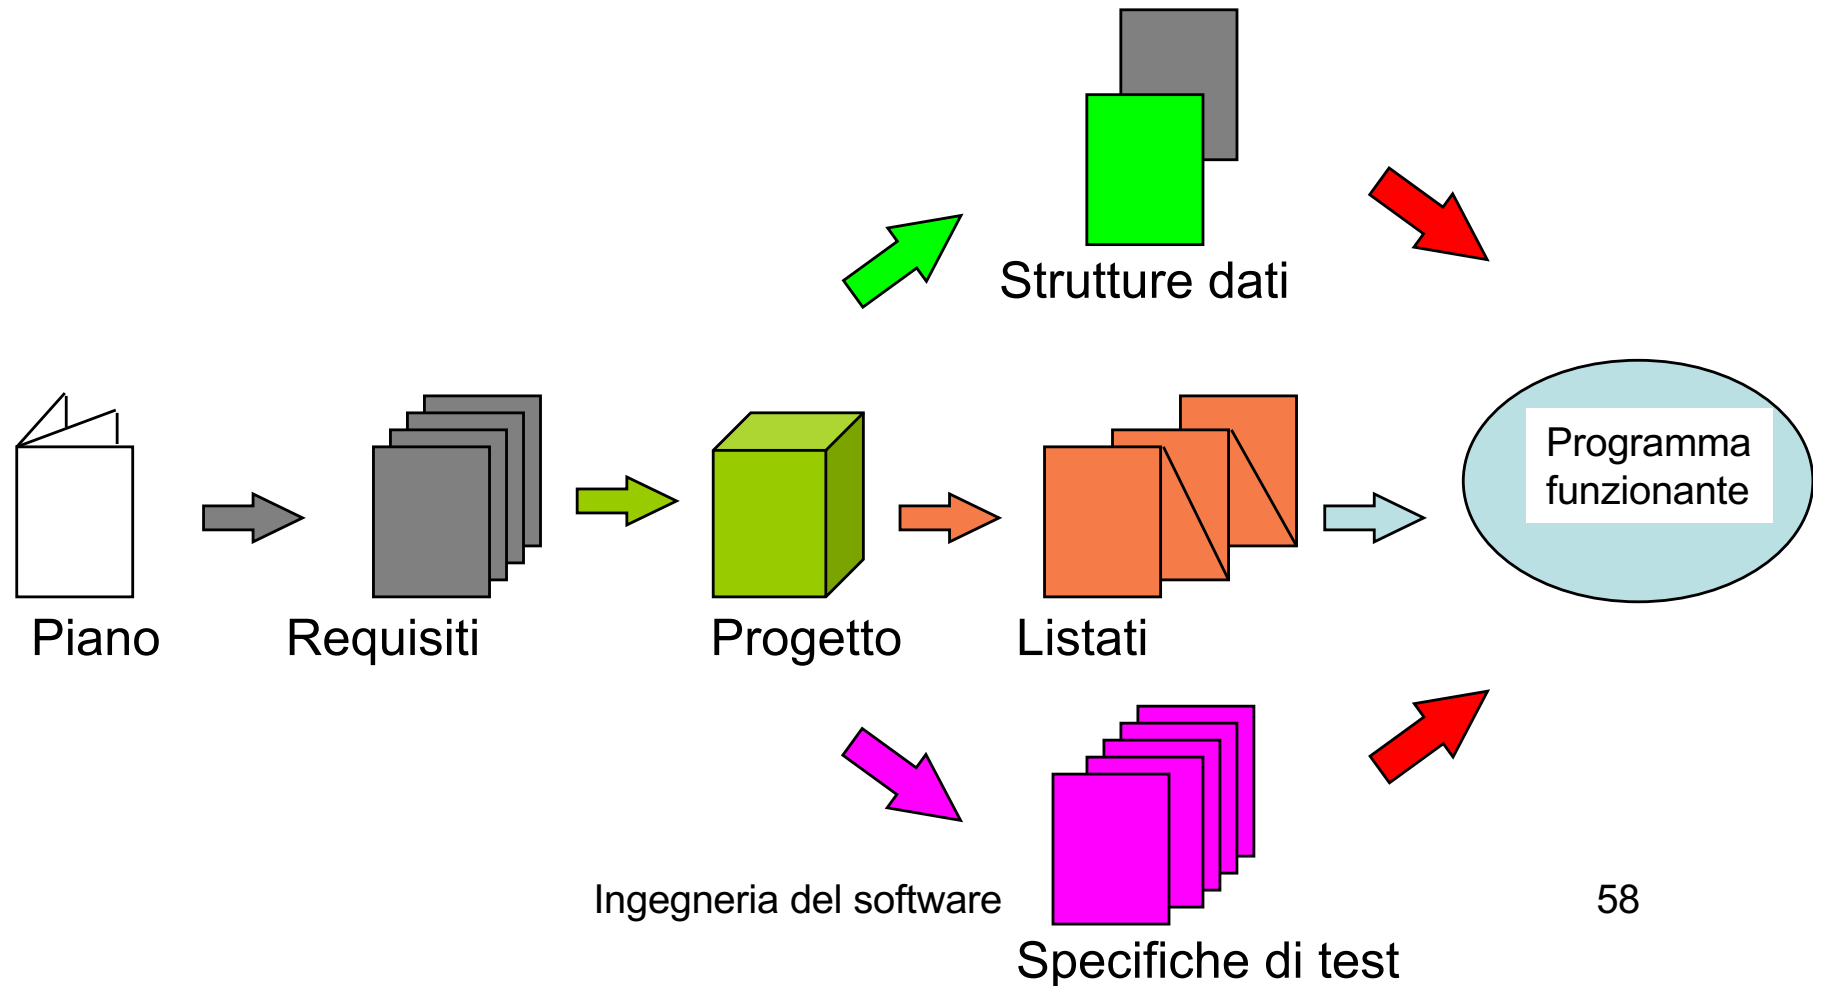 Strutture dati
Programma
funzionante
Piano
Requisiti
Progetto
Listati
Ingegneria del software
58
Specifiche di test